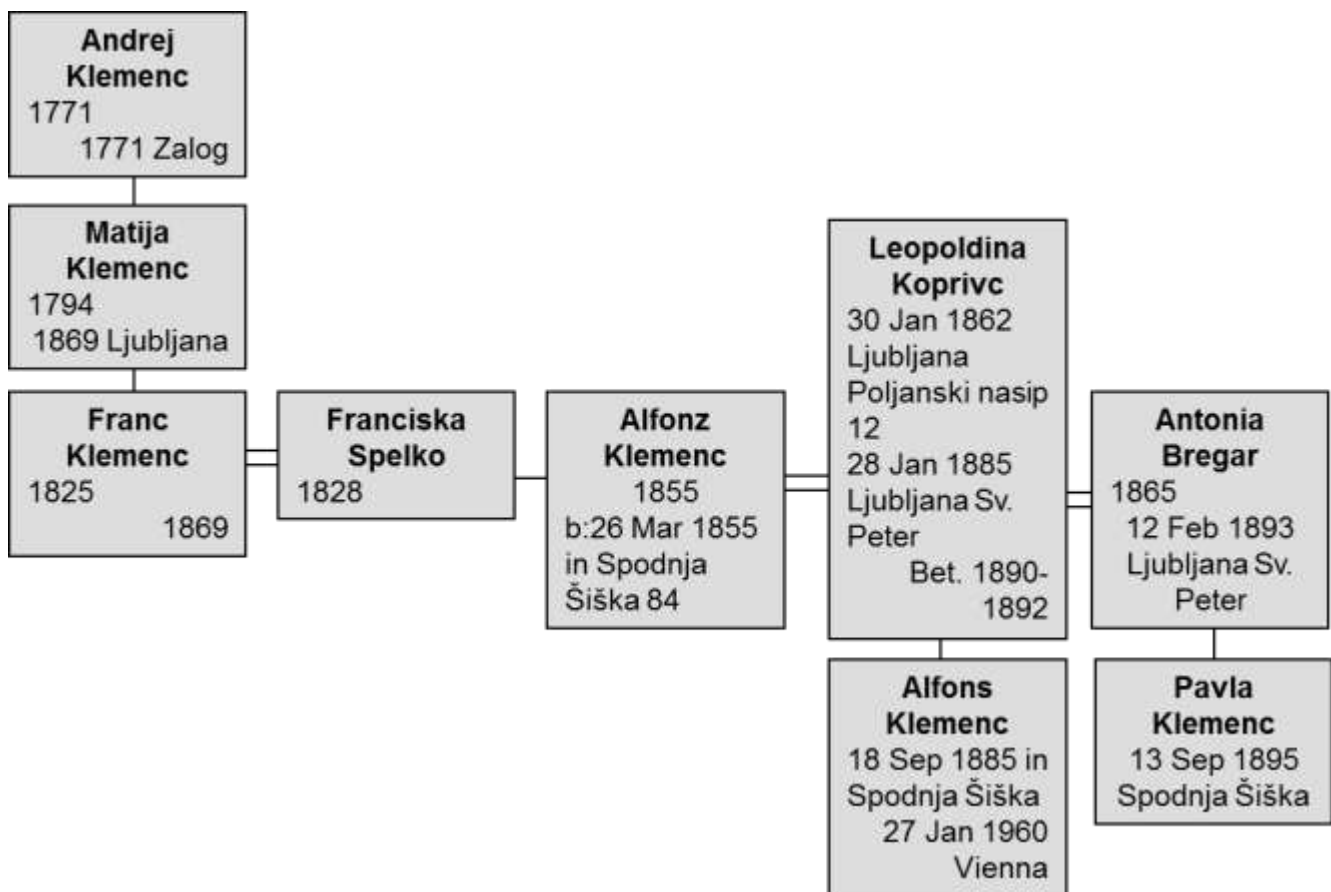 Andrej
Klemenc
1771
1771 Zalog
Matija
Klemenc
1794
1869 Ljubljana
Franc
Klemenc
1825
1869
Franciska
Spelko
1828
Alfonz
Klemenc
1855
b:26 Mar 1855
in Spodnja
Šiška 84
Leopoldina
Koprivc
30 Jan 1862
Ljubljana
Poljanski nasip
12
28 Jan 1885
Ljubljana Sv.
Peter
Bet. 1890-
1892
Antonia
Bregar
1865
12 Feb 1893
Ljubljana Sv.
Peter
Alfons
Klemenc
18 Sep 1885 in
Spodnja Šiška
27 Jan 1960
Vienna
Pavla
Klemenc
13 Sep 1895
Spodnja Šiška